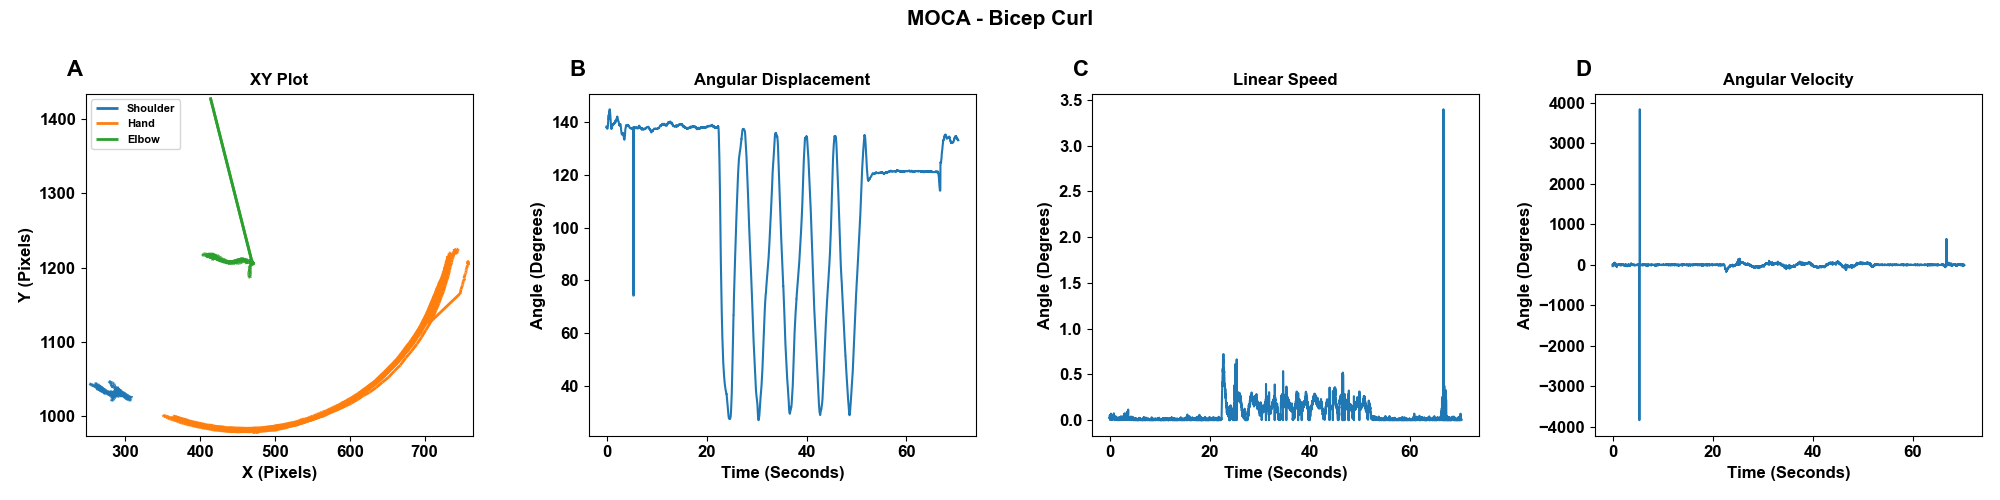 MOCA - Bicep Curl
A
XY Plot
Shoulder
Hand
Elbow
1400
1300
1200
1100
1000
300 400 500 600 700
Y (Pixels)
X (Pixels)
B
Angular Displacement
140
120
100
80
60
40
0 20 40 60
Angle (Degrees)
Time (Seconds)
C
Linear Speed
3.5
3.0
2.5
2.0
1.5
1.0
0.5
0.0
0 20 40 60
Angle (Degrees)
Time (Seconds)
D
Angular Velocity
4000
3000
2000
1000
0
−1000
−2000
−3000
−4000
0 20 40 60
Angle (Degrees)
Time (Seconds)